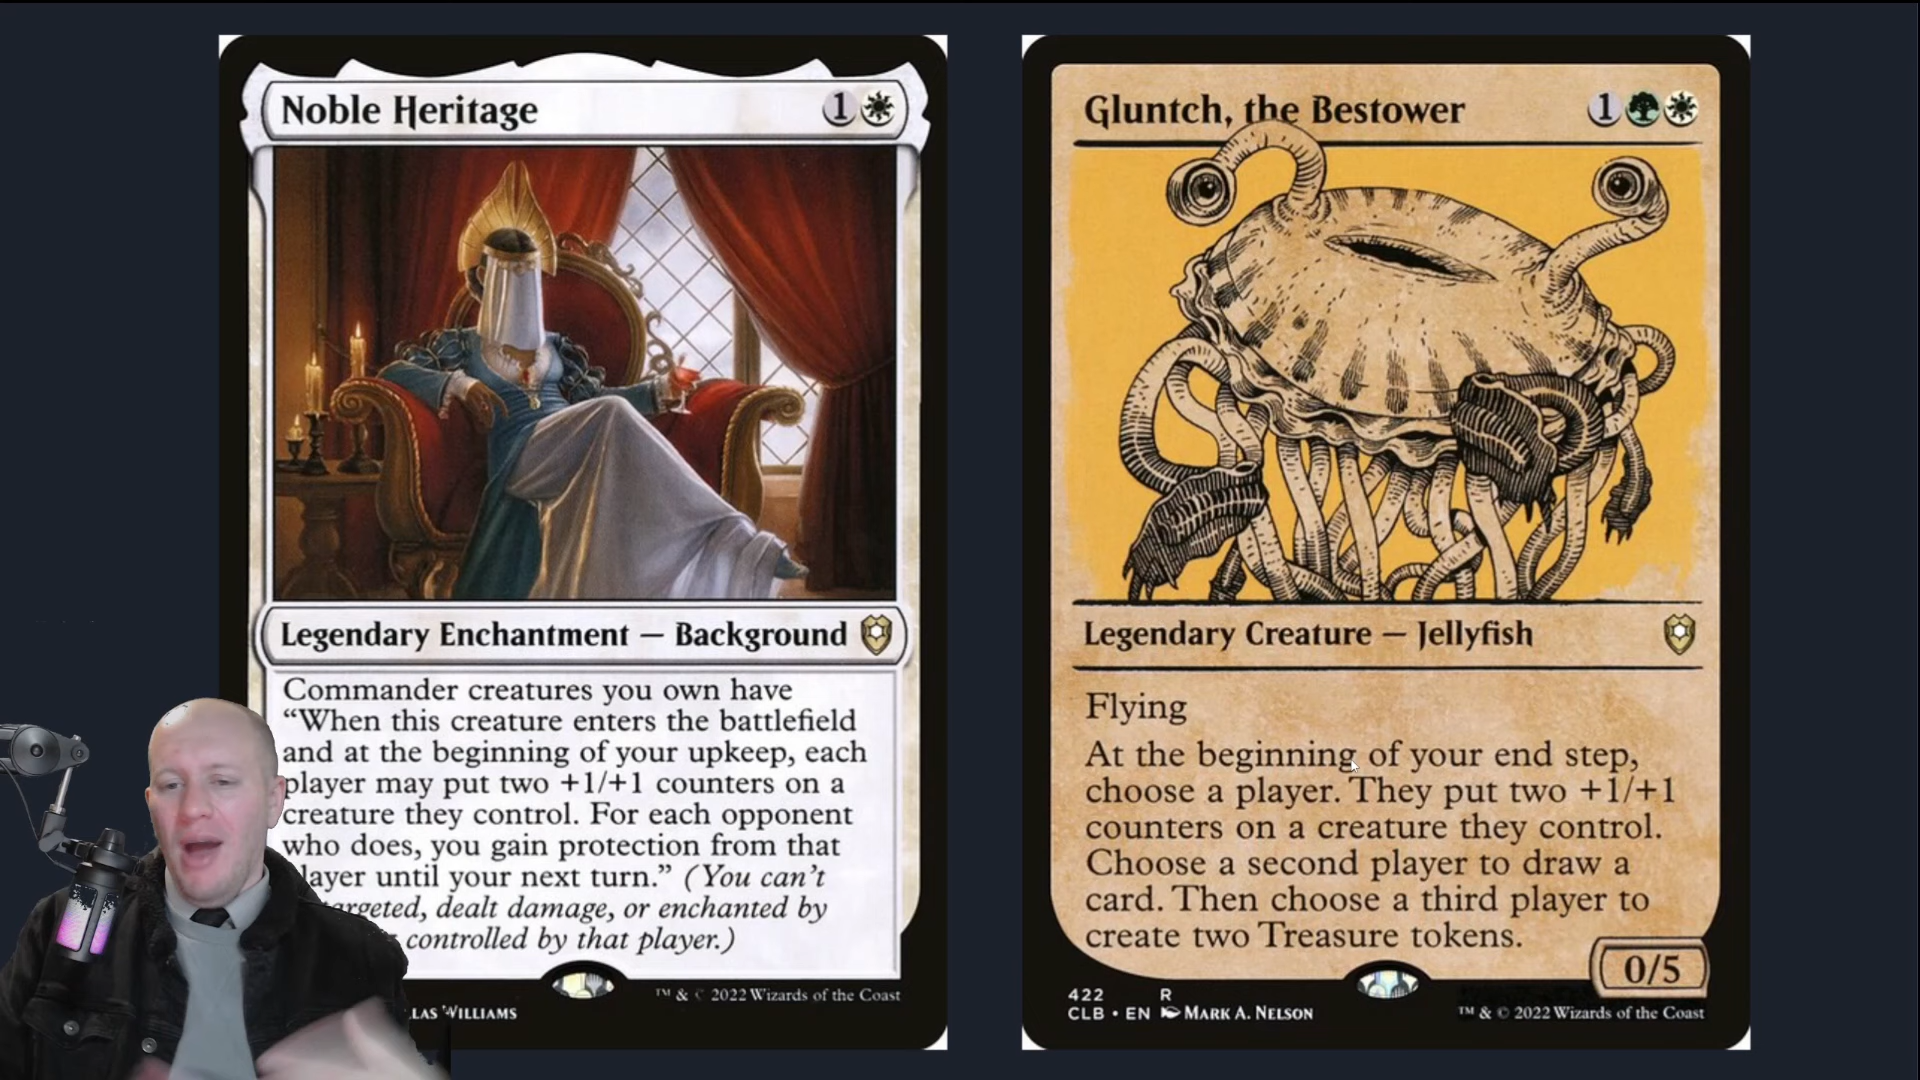 Noble Heritage
1
Legendary Enchantment — Background
Commander creatures you own have
“When this creature enters the battlefield
and at the beginning of your upkeep, each
player may put two +1/+1 counters on a
creature they control. For each opponent
who does, you gain protection from that
player until your next turn.” (You can’t
targeted, dealt damage, or enchanted by
controlled by that player.)
™ & © 2022 Wizards of the Coast
WILLIAMS
Gluntch, the Bestower
1
Legendary Creature — Jellyfish
Flying
At the beginning of your end step,
choose a player. They put two +1/+1
counters on a creature they control.
Choose a second player to draw a
card. Then choose a third player to
create two Treasure tokens.
0/5
422 R
CLB • EN Mark A. Nelson
™ & © 2022 Wizards of the Coast